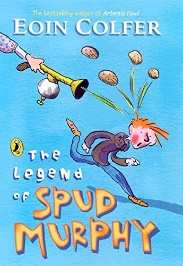 The bestselling author of Artemis Fowl
EOIN COLFER
The
LEGEND
OF SPUD
MURPHY